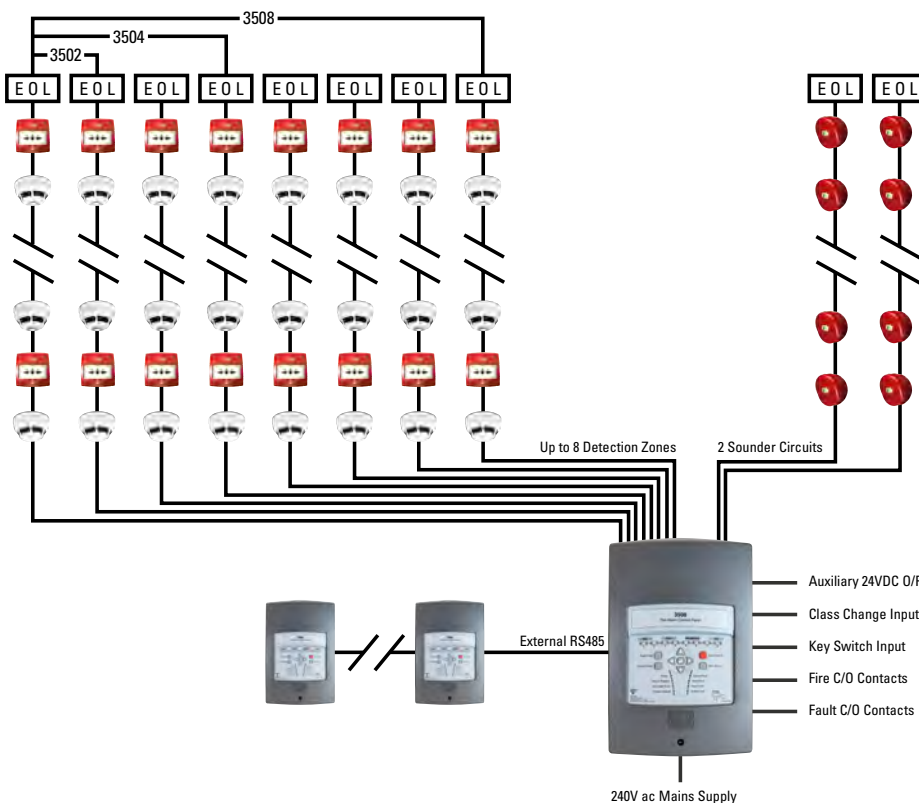 3508
3504
3502
EOL EOL EOL EOL EOL EOL EOL EOL EOL EOL
Up to 8 Detection Zones
2 Sounder Circuits
Auxiliary 24VDC O/P
Class Change Input
External RS485
Key Switch Input
Fire C/O Contacts
Fault C/O Contacts
240V ac Mains Supply